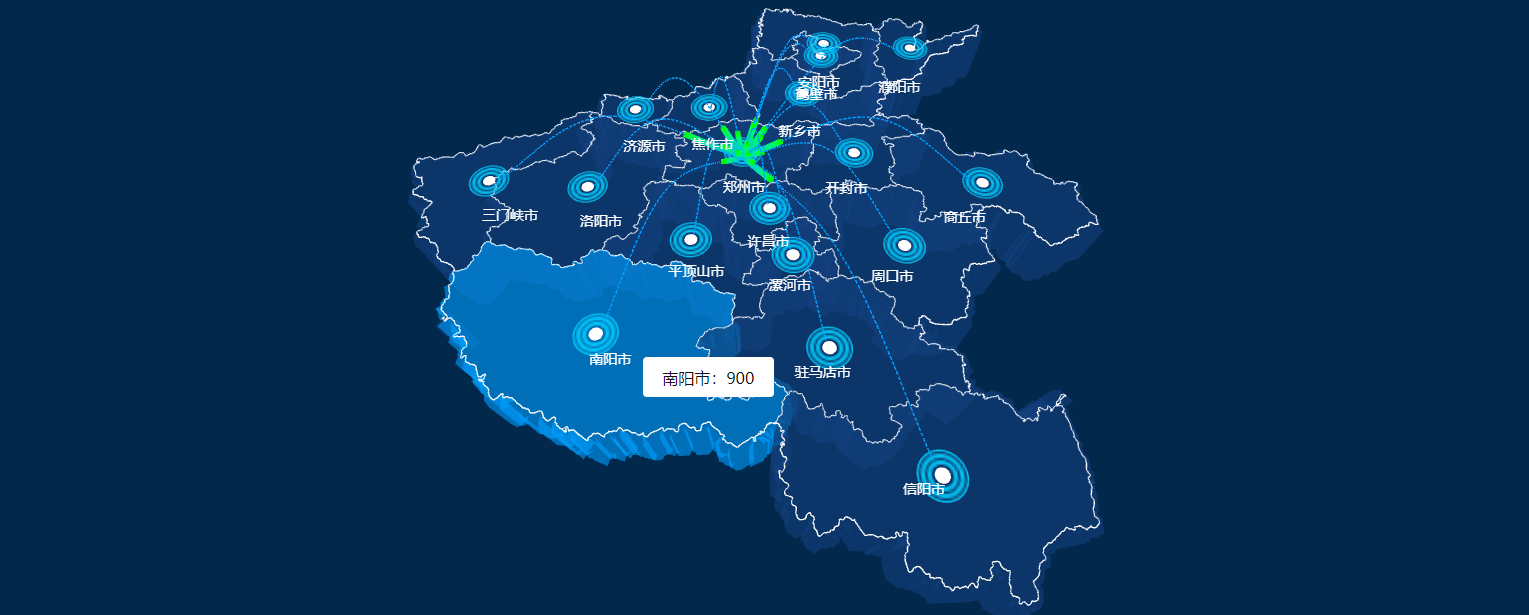 安阳市
濮阳市
鹤壁市
新乡市
济源市
焦作市
郑州市
开封市
三门峡市
洛阳市
商丘市
许昌市
平顶山市
周口市
漯河市
南阳市
驻马店市
南阳市：900
信阳市